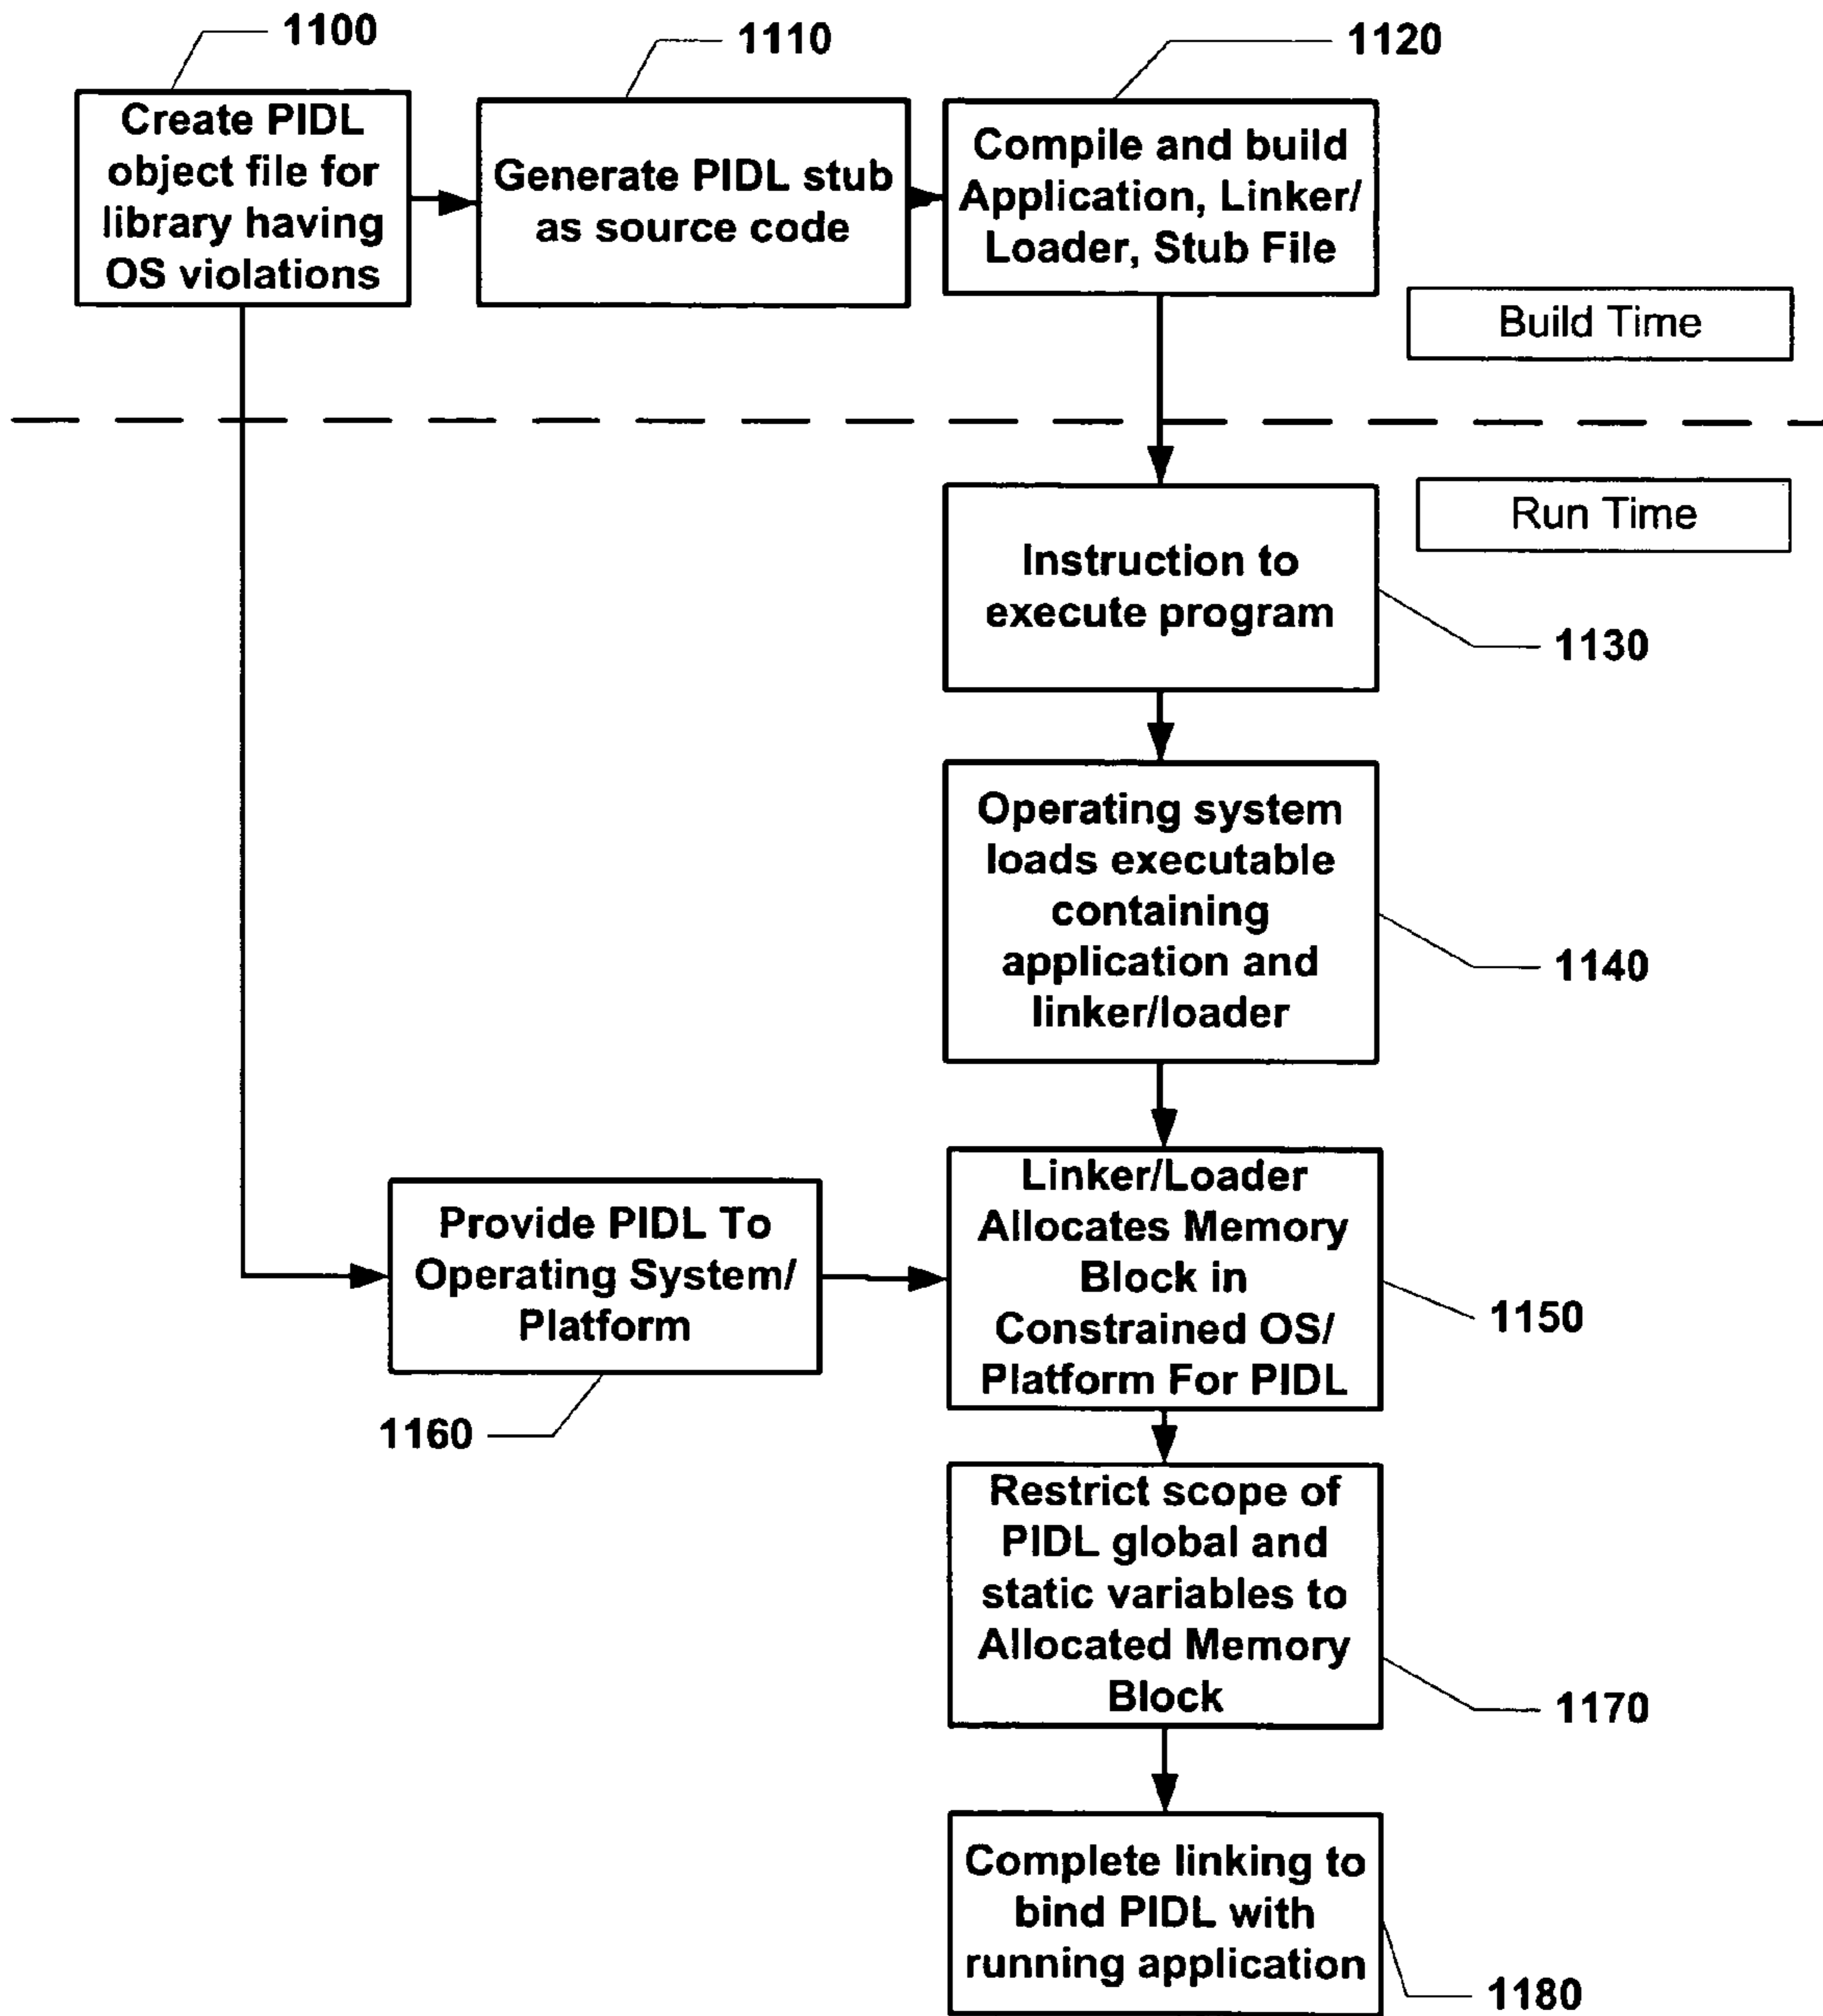 1100
1110
1120
Create PIDL
object file for
library having
OS violations
Generate PIDL stub
as source code
Compile and build
Application, Linker/
Loader, Stub File
Build Time
Run Time
Instruction to
execute program
1130
Operating system
loads executable
containing
application and
linker/loader
1140
Provide PIDL To
Operating System/
Platform
1160
Linker/Loader
Allocates Memory
Block in
Constrained OS/
Platform For PIDL
1150
Restrict scope of
PIDL global and
static variables to
Allocated Memory
Block
1170
Complete linking to
bind PIDL with
running application
1180